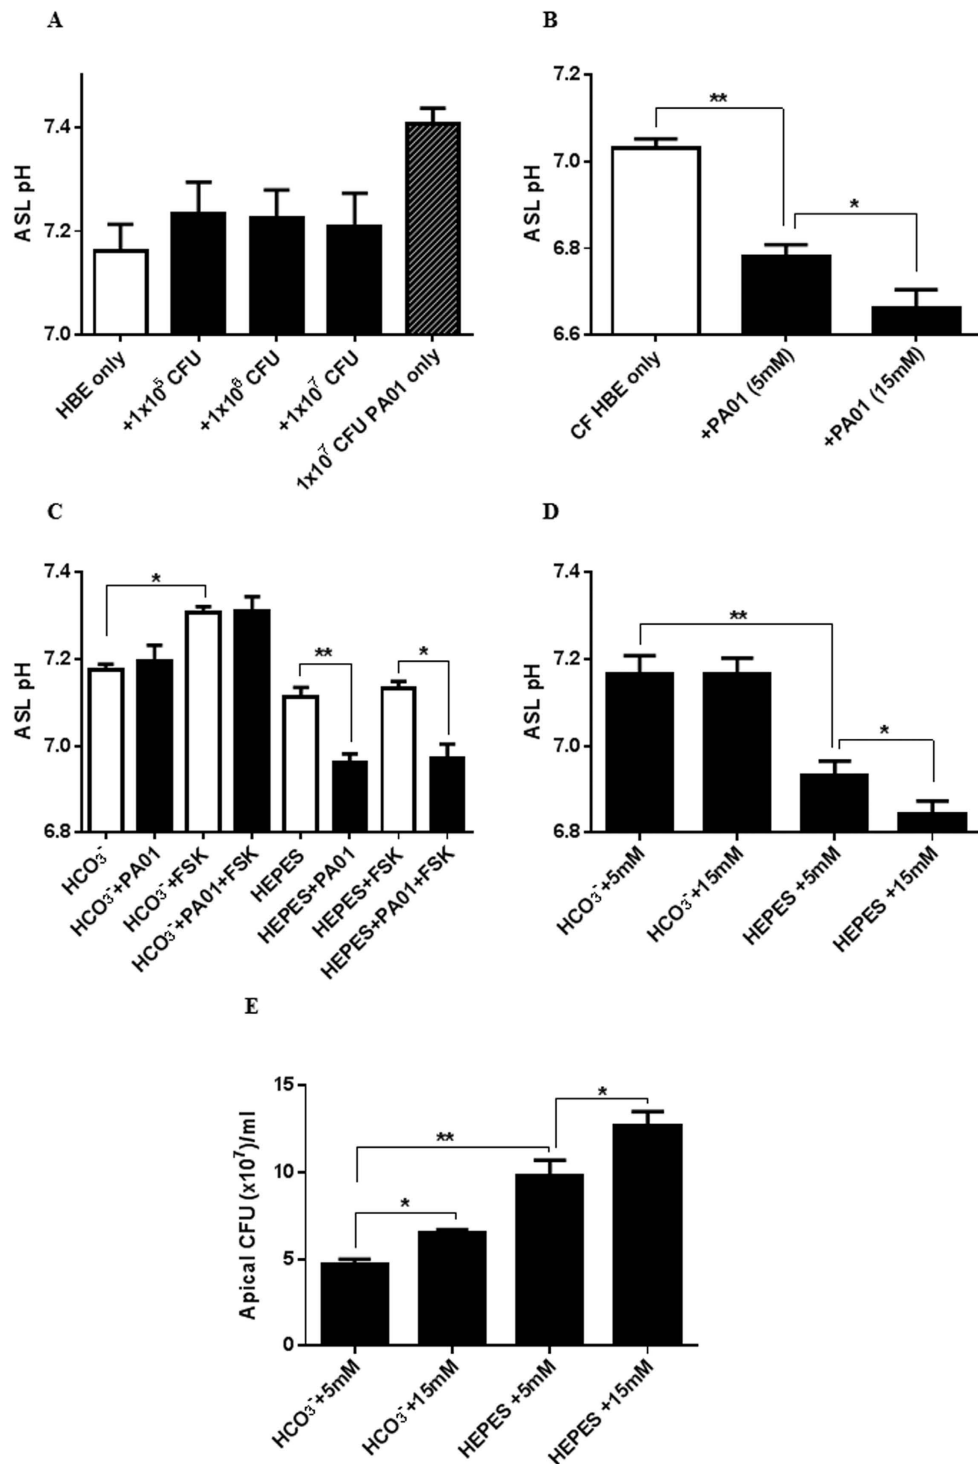 A
ASL pH
7.4
7.2
7.0
HBE only
+1x10⁵ CFU
+1x10⁶ CFU
+1x10⁷ CFU
1x10⁷ CFU PA01 only
B
ASL pH
7.2
7.0
6.8
6.6
**
*
CF HBE only
+PA01 (5mM)
+PA01 (15mM)
C
ASL pH
7.4
7.2
7.0
6.8
*
**
*
HCO₃⁻
HCO₃⁻+PA01
HCO₃⁻+FSK
HCO₃⁻+PA01+FSK
HEPES
HEPES+PA01
HEPES+FSK
HEPES+PA01+FSK
D
ASL pH
7.4
7.2
7.0
6.8
**
*
HCO₃⁻+5mM
HCO₃⁻+15mM
HEPES +5mM
HEPES +15mM
E
Apical CFU (x10⁷)/ml
15
10
5
0
*
**
*
HCO₃⁻+5mM
HCO₃⁻+15mM
HEPES +5mM
HEPES +15mM